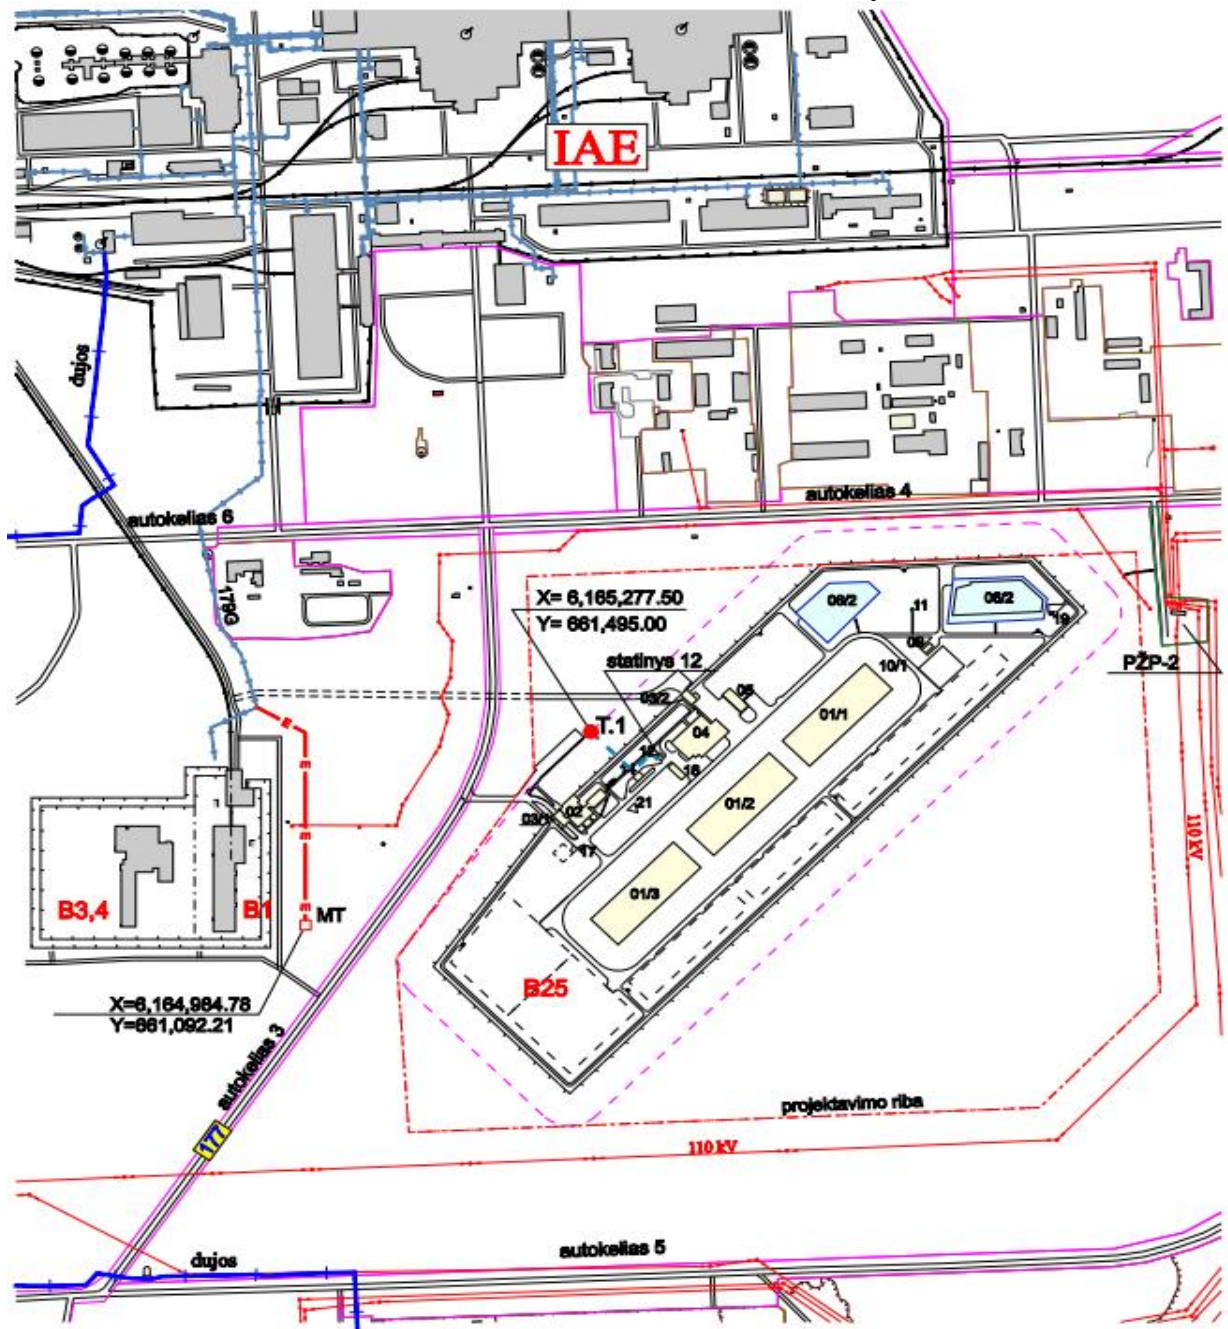 IAE
dujos
autokelias 4
autokelias 6
179G
X= 6,165,277.50
Y= 661,495.00
06/2
06/2
11
19
09
statinys 12
PŽP-2
10/1
03/2
05
01/1
T.1
04
16
01/2
21
02
03/1
17
110 kV
01/3
B3,4
B1
MT
B25
X=6,164,984.78
Y=661,092.21
autokelias 3
projektavimo riba
177
110 kV
autokelias 5
dujos